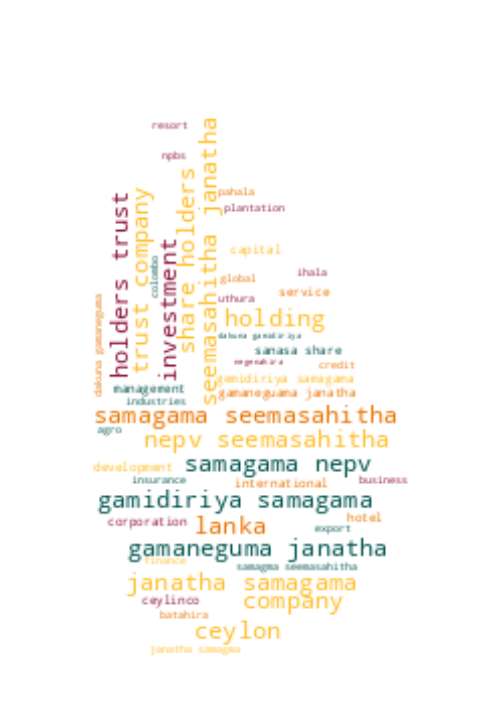 resort
seemasahitha janatha
npbs
share holders
pahala
holders trust
trust company
plantation
investment
capital
colombo
ihala
global
service
uthura
dakuna gamaneguma
holding
dakuna gamidiriya
sanasa share
negenahira
credit
gemidiriya samagama
management
gamaneguama janatha
industries
samagama seemasahitha
agro
nepv seemasahitha
samagama nepv
development
insurance
international
business
gamidiriya samagama
corporation
lanka
hotel
export
gamaneguma janatha
finance
samagma seemasahitha
janatha samagama
ceylinco
company
batahira
ceylon
janatha samagma